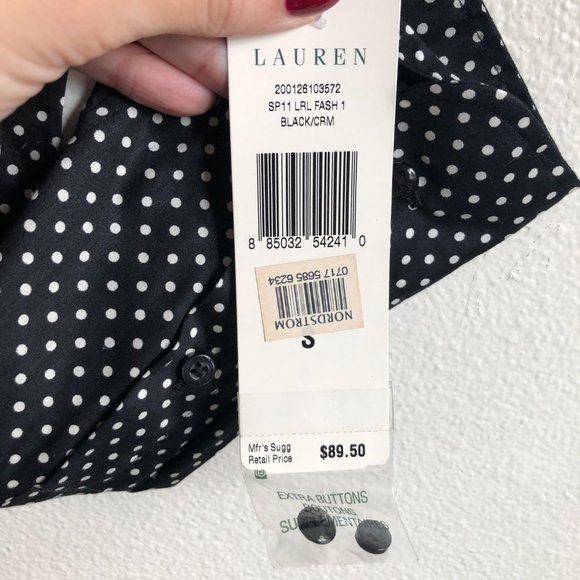 LAUREN
200126103572
SP11 LRL FASH 1
BLACK/CRM
8 85032 54241 0
0717 5685 6234
NORDSTROM
S
Mfr's Sugg
Retail Price
$89.50
EXTRA BUTTONS
BOUTONS
SUPPLEMENTAIRES